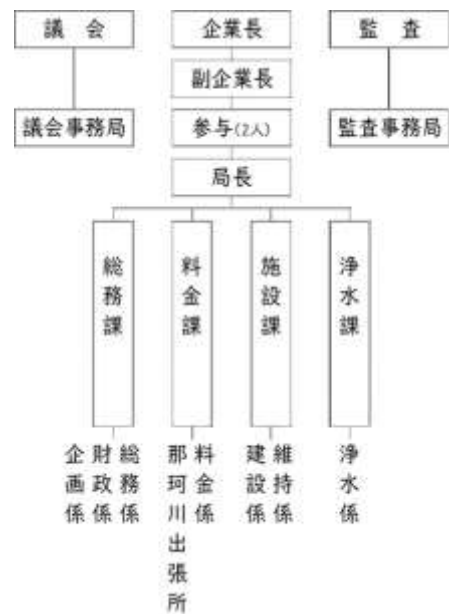 議 会
企業長
監 査
副企業長
議会事務局
参与(2人)
監査事務局
局長
総務課
料金課
施設課
浄水課
総務係
財政係
企画係
料金係
那珂川出張所
維持係
建設係
浄水係